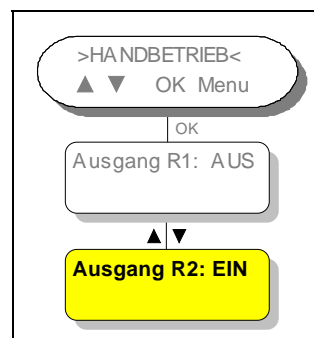 >HANDBETRIEB<
▲ ▼ OK Menu
OK
Ausgang R1: AUS
▲ ▼
Ausgang R2: EIN